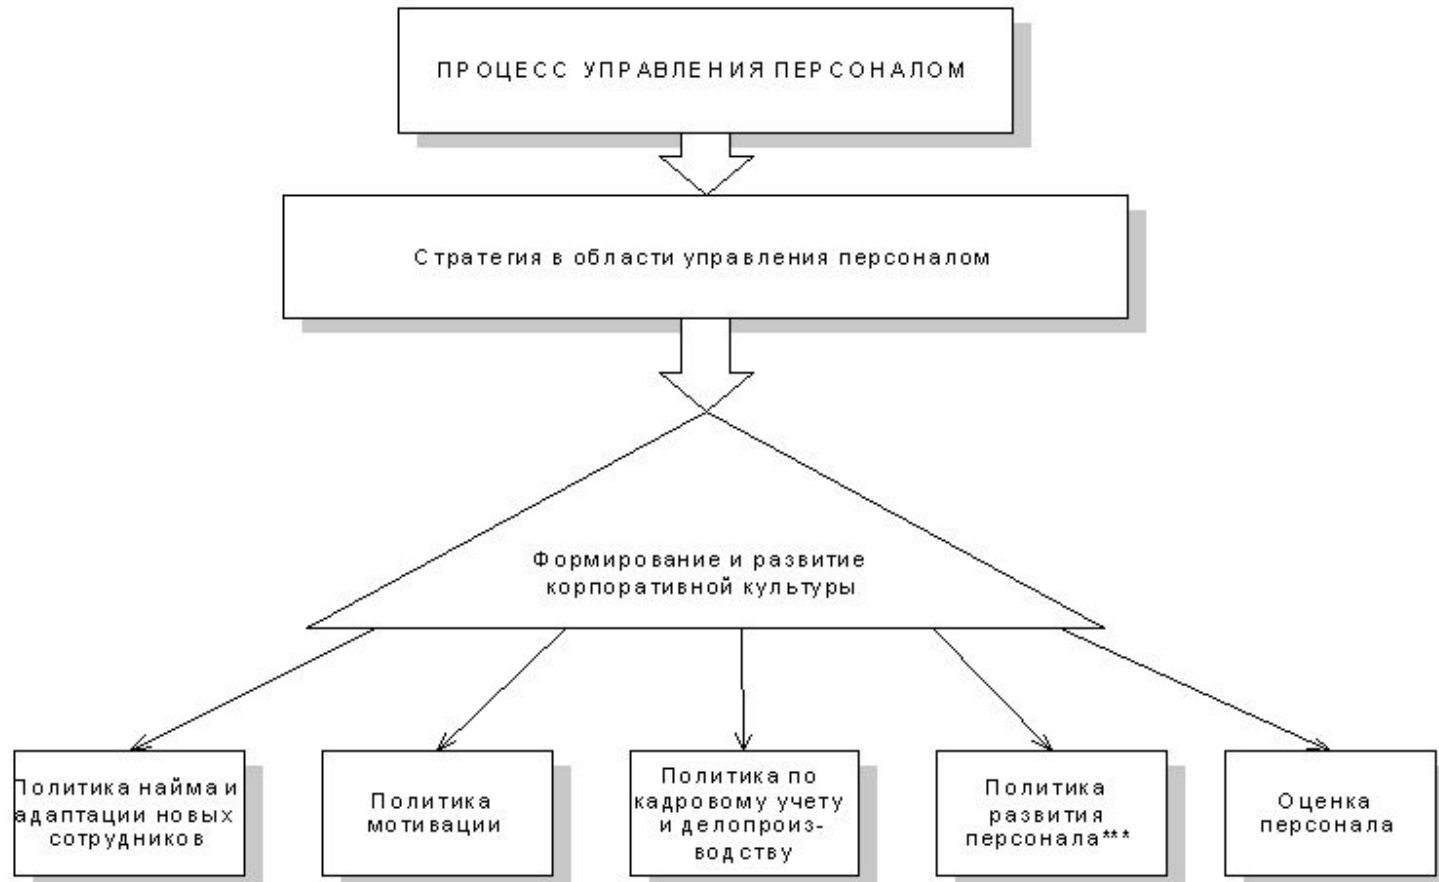 ПРОЦЕСС УПРАВЛЕНИЯ ПЕРСОНАЛОМ
Стратегия в области управления персоналом
Формирование и развитие
корпоративной культуры
Политика найма и
адаптации новых
сотрудников
Политика
мотивации
Политика по
кадровому учету
и делопроиз-
водству
Политика
развития
персонала***
Оценка
персонала